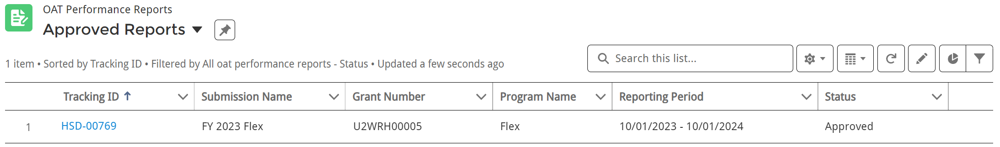 OAT Performance Reports
Approved Reports
1 item • Sorted by Tracking ID • Filtered by All oat performance reports - Status • Updated a few seconds ago
Search this list...
Tracking ID Submission Name Grant Number Program Name Reporting Period Status
1 HSD-00769 FY 2023 Flex U2WRH00005 Flex 10/01/2023 - 10/01/2024 Approved